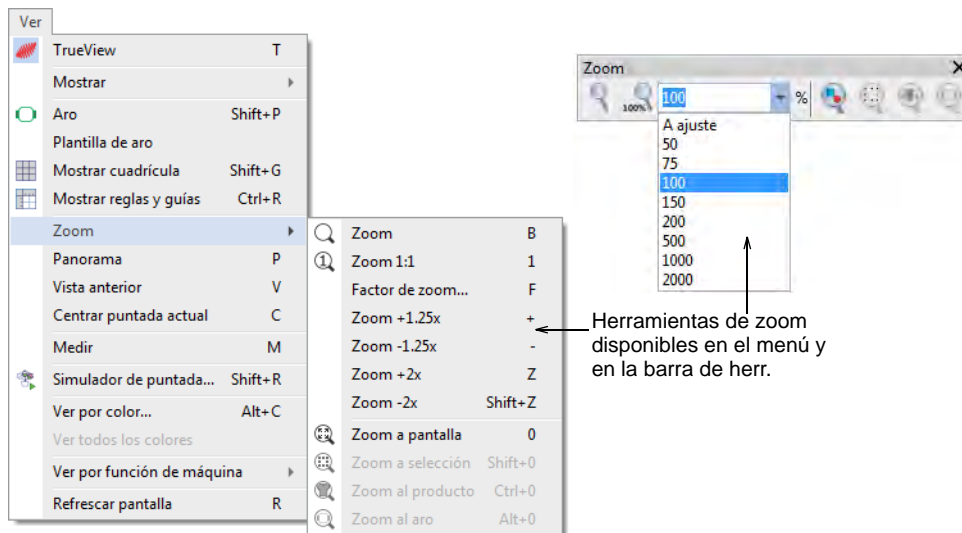 Ver
TrueView T
Mostrar
Aro Shift+P
Plantilla de aro
Mostrar cuadrícula Shift+G
Mostrar reglas y guías Ctrl+R
Zoom
Panorama P
Vista anterior V
Centrar puntada actual C
Medir M
Simulador de puntada... Shift+R
Ver por color... Alt+C
Ver todos los colores
Ver por función de máquina
Refrescar pantalla R
Zoom B
1 Zoom 1:1 1
Factor de zoom... F
Zoom +1.25x +
Zoom -1.25x -
Zoom +2x Z
Zoom -2x Shift+Z
Zoom a pantalla 0
Zoom a selección Shift+0
Zoom al producto Ctrl+0
Zoom al aro Alt+0
Zoom X
100% 100 %
A ajuste
50
75
100
150
200
500
1000
2000
Herramientas de zoom
disponibles en el menú y
en la barra de herr.